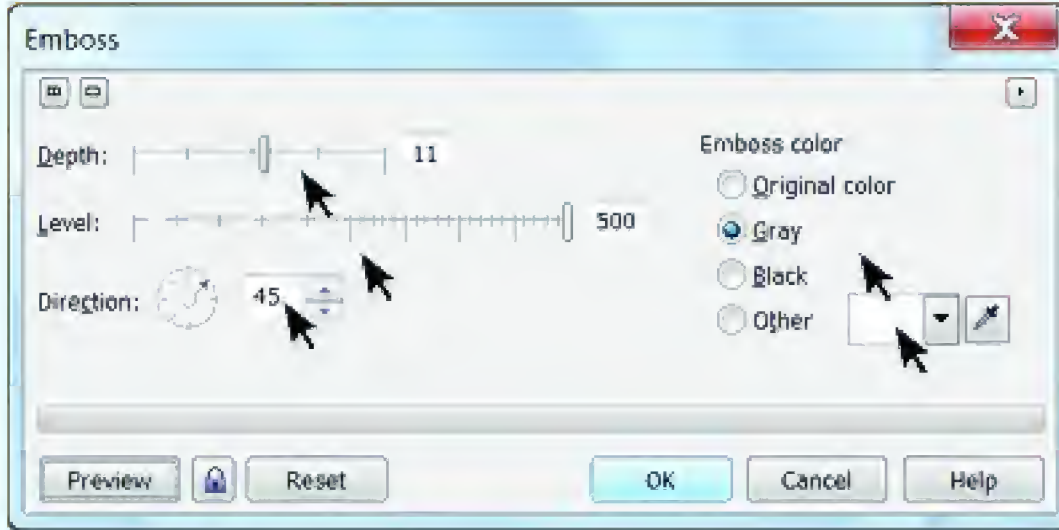 Emboss
Depth: 11
Level: 500
Direction: 45
Emboss color
Original color
Gray
Black
Other
Preview Reset OK Cancel Help